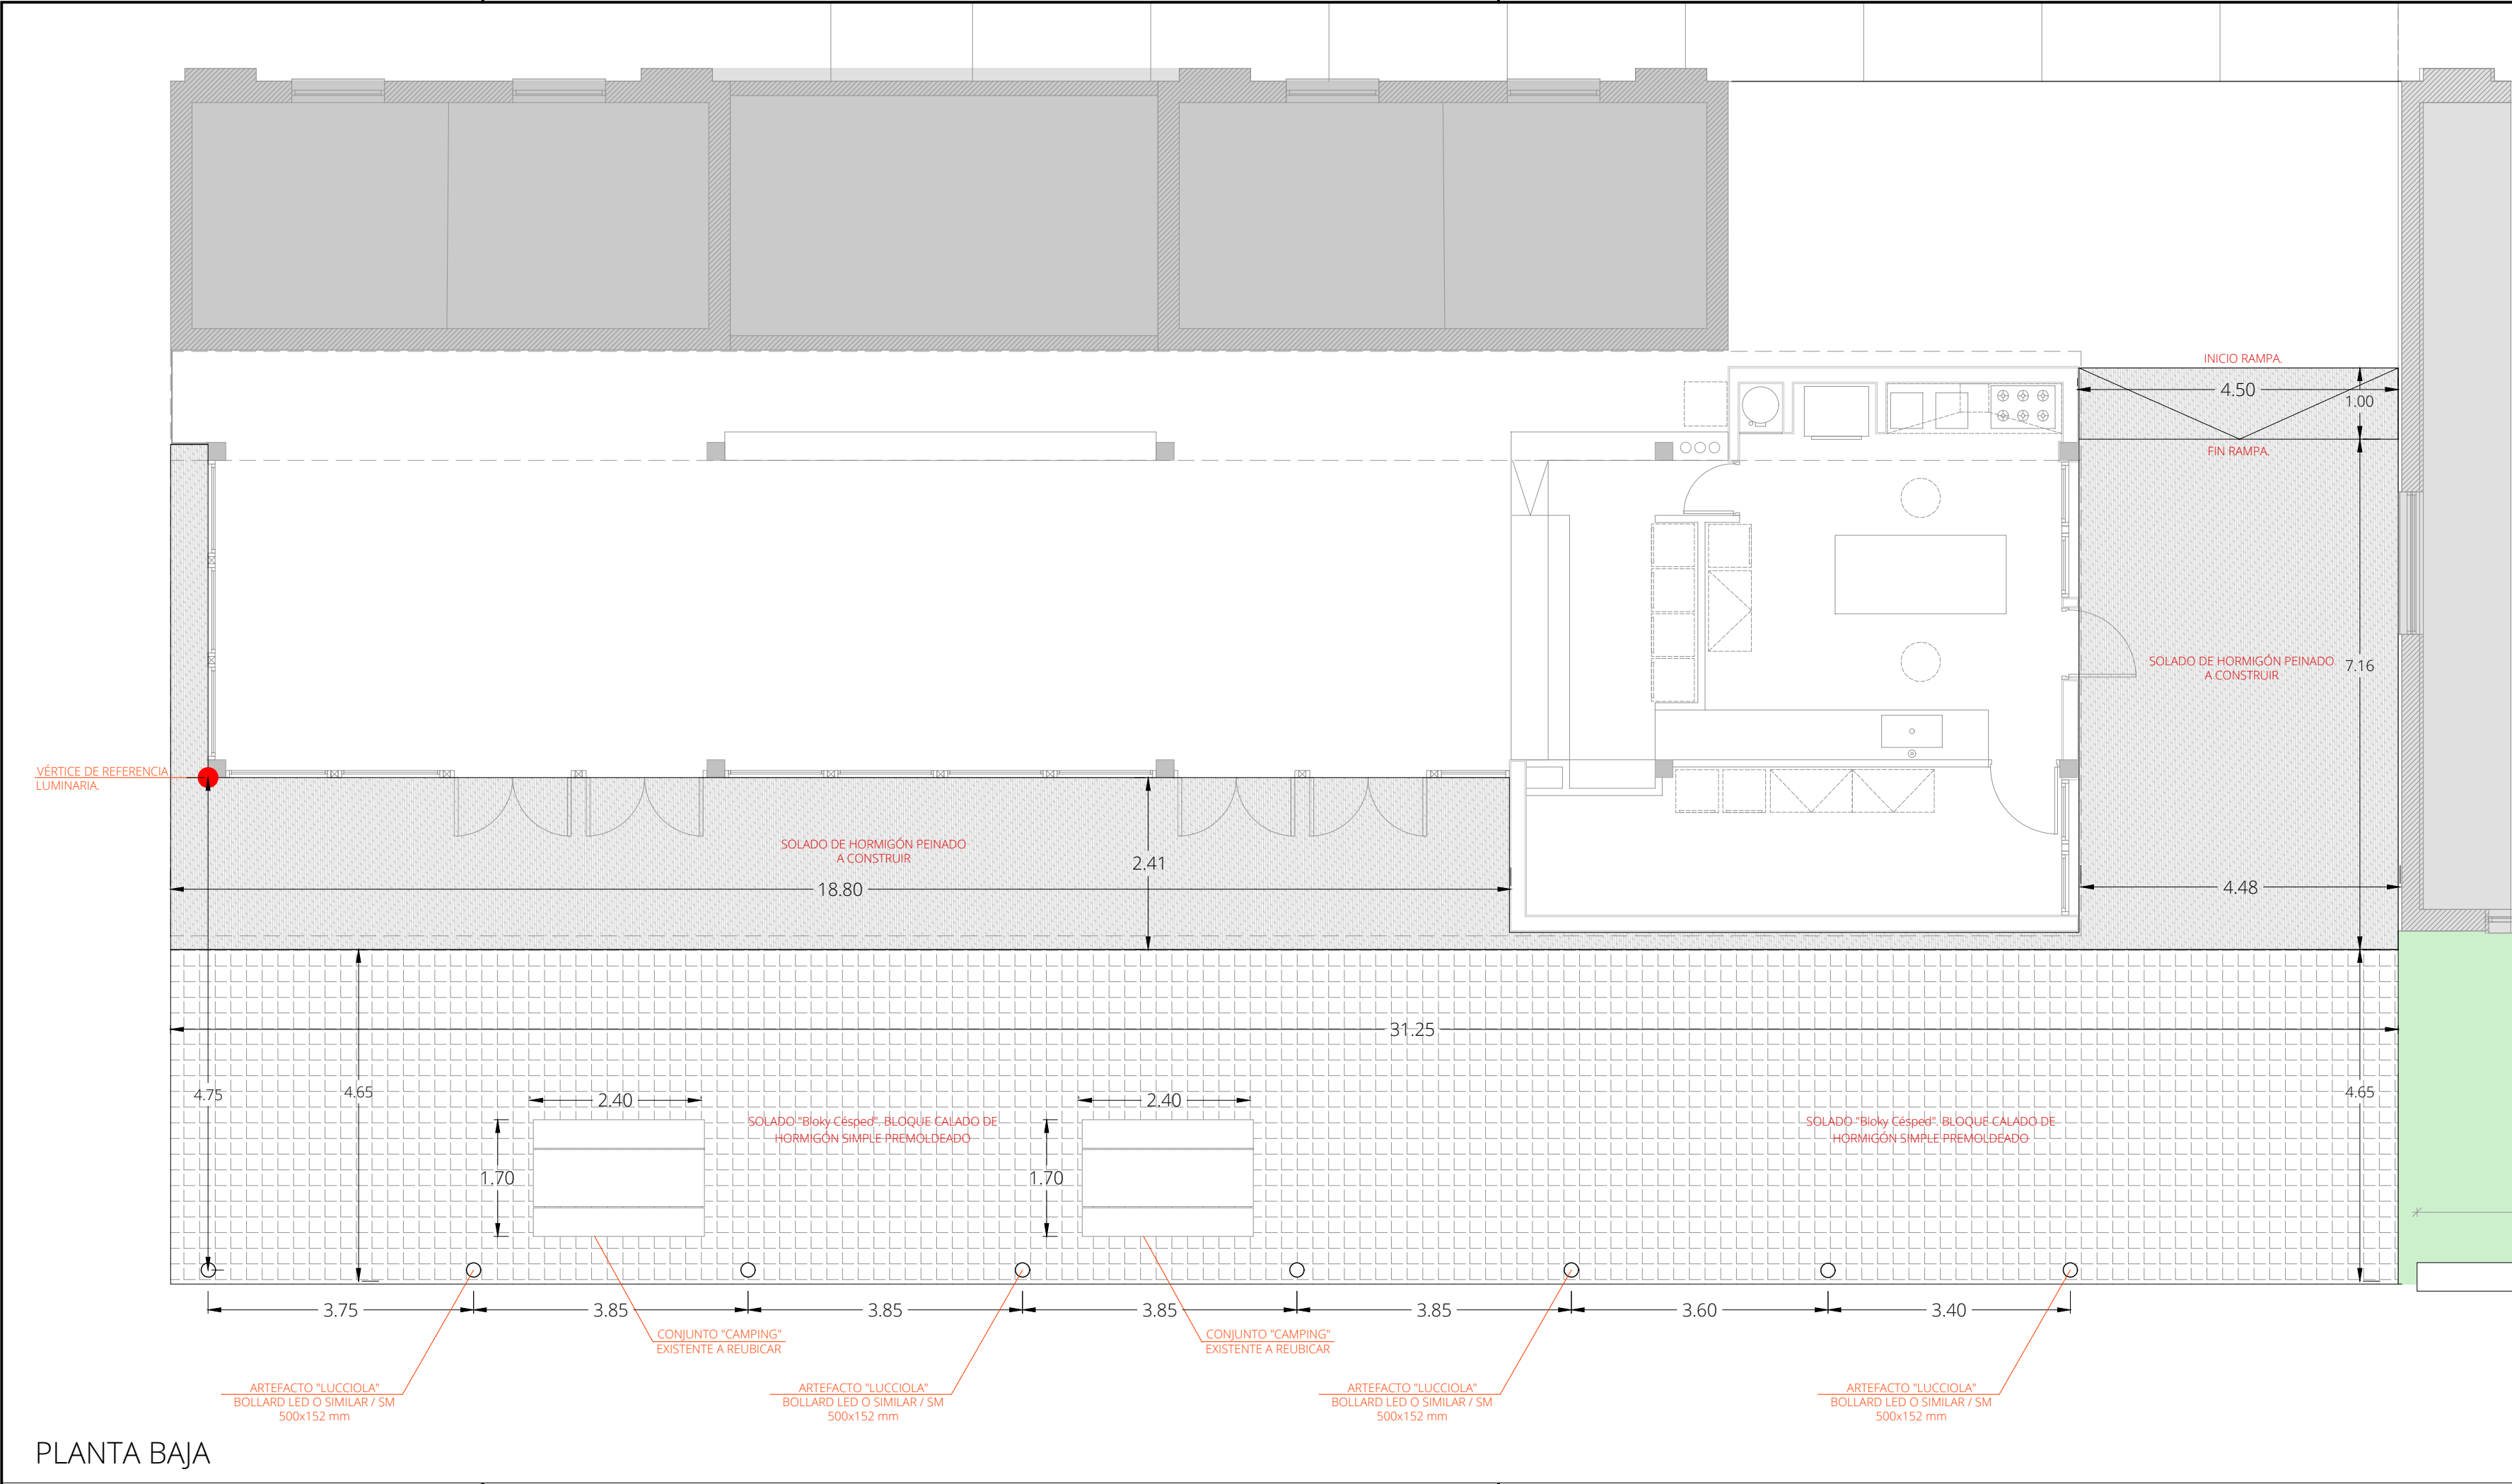 INICIO RAMPA.
4.50
1.00
FIN RAMPA.
SOLADO DE HORMIGÓN PEINADO
A CONSTRUIR
7.16
VÉRTICE DE REFERENCIA
LUMINARIA.
SOLADO DE HORMIGÓN PEINADO
A CONSTRUIR
2.41
18.80
4.48
31.25
4.75
4.65
2.40
2.40
4.65
SOLADO "Bloky Césped". BLOQUE CALADO DE
HORMIGÓN SIMPLE PREMOLDEADO
SOLADO "Bloky Césped". BLOQUE CALADO DE
HORMIGÓN SIMPLE PREMOLDEADO
1.70
1.70
3.75
3.85
3.85
3.85
3.85
3.60
3.40
CONJUNTO "CAMPING"
EXISTENTE A REUBICAR
CONJUNTO "CAMPING"
EXISTENTE A REUBICAR
ARTEFACTO "LUCCIOLA"
BOLLARD LED O SIMILAR / SM
500x152 mm
ARTEFACTO "LUCCIOLA"
BOLLARD LED O SIMILAR / SM
500x152 mm
ARTEFACTO "LUCCIOLA"
BOLLARD LED O SIMILAR / SM
500x152 mm
ARTEFACTO "LUCCIOLA"
BOLLARD LED O SIMILAR / SM
500x152 mm
PLANTA BAJA